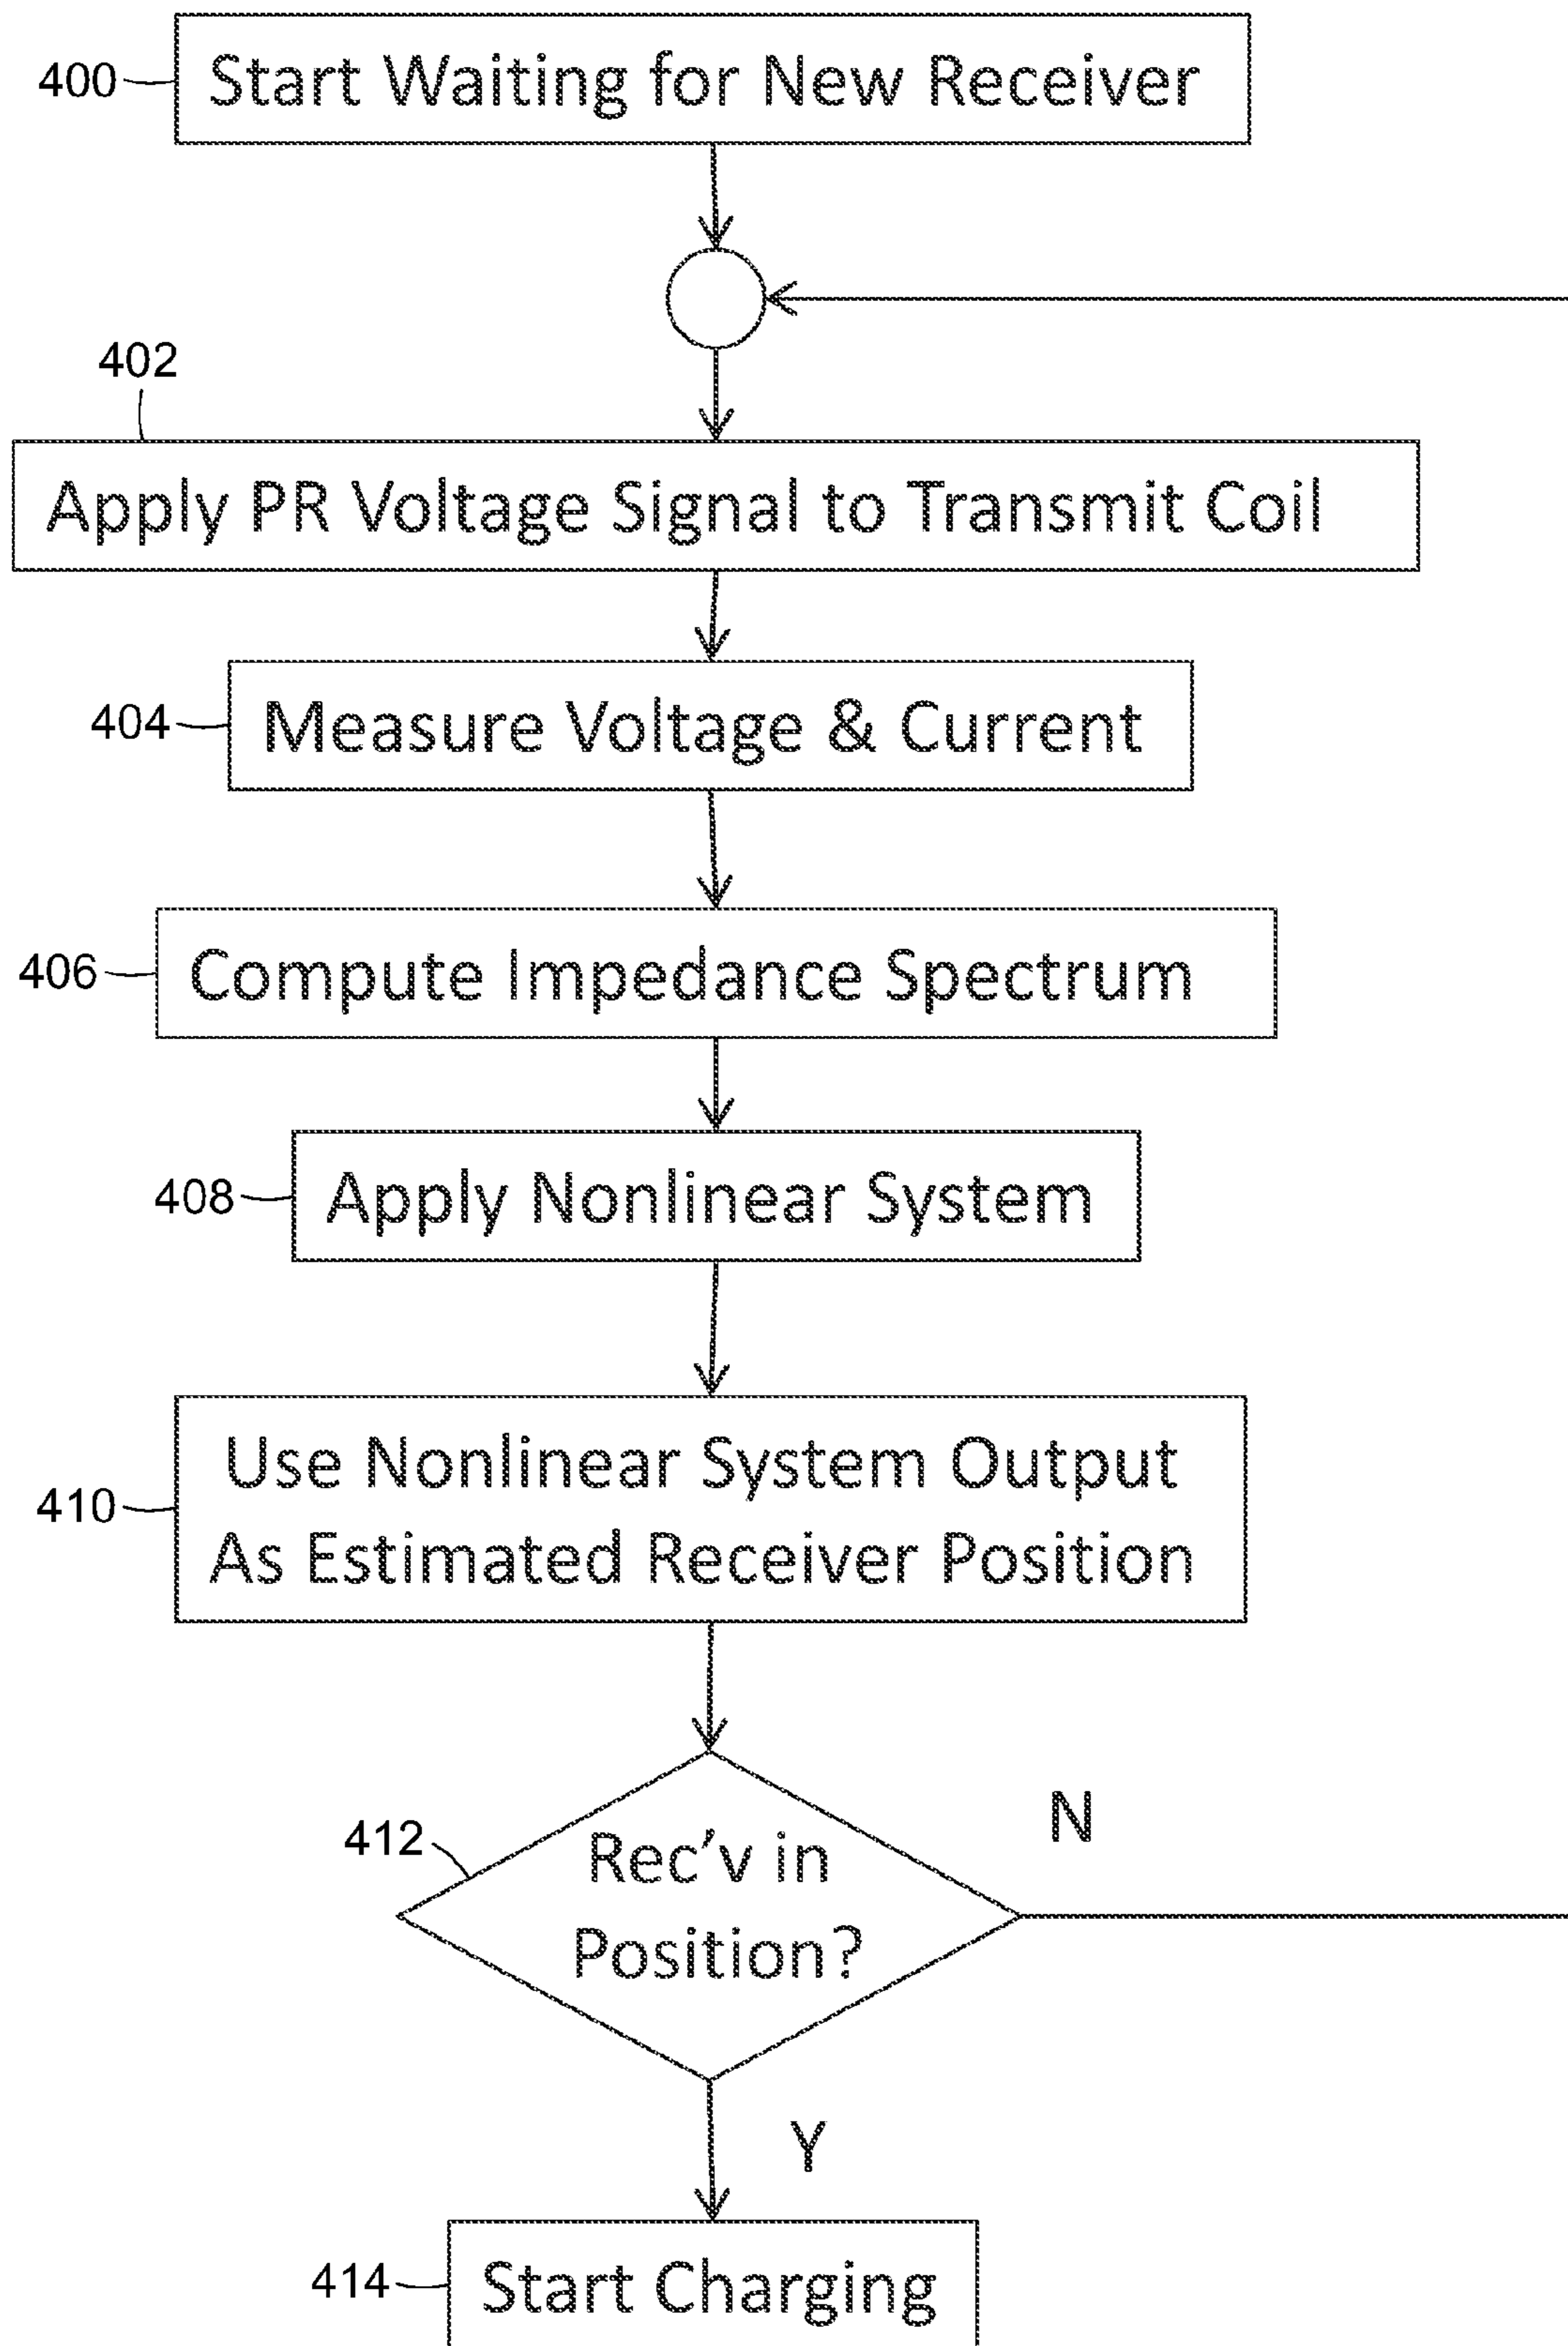 400
Start Waiting for New Receiver
402
Apply PR Voltage Signal to Transmit Coil
404
Measure Voltage & Current
406
Compute Impedance Spectrum
408
Apply Nonlinear System
410
Use Nonlinear System Output
As Estimated Receiver Position
412
Rec'v in
Position?
N
Y
414
Start Charging